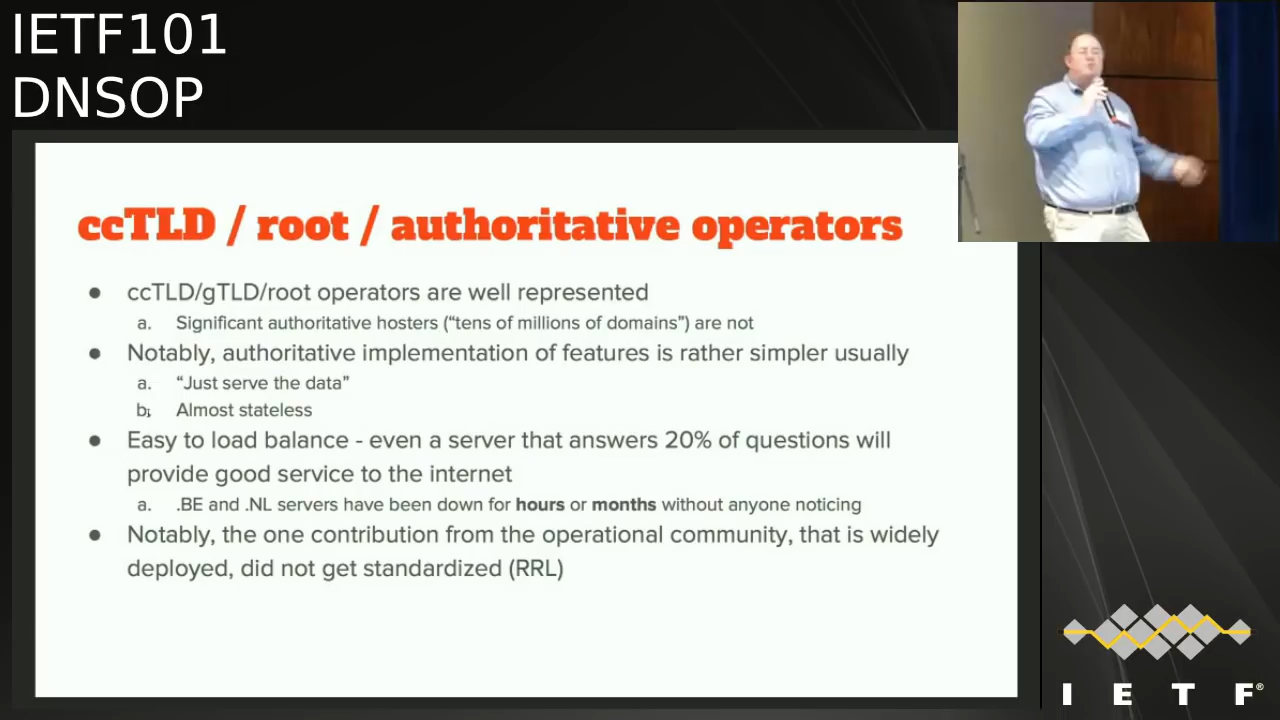 IETF101
DNSOP
ccTLD / root / authoritative operators
● ccTLD/gTLD/root operators are well represented
a. Significant authoritative hosters (“tens of millions of domains”) are not
● Notably, authoritative implementation of features is rather simpler usually
a. “Just serve the data”
b. Almost stateless
● Easy to load balance - even a server that answers 20% of questions will
provide good service to the internet
a. .BE and .NL servers have been down for hours or months without anyone noticing
● Notably, the one contribution from the operational community, that is widely
deployed, did not get standardized (RRL)
I E T F®